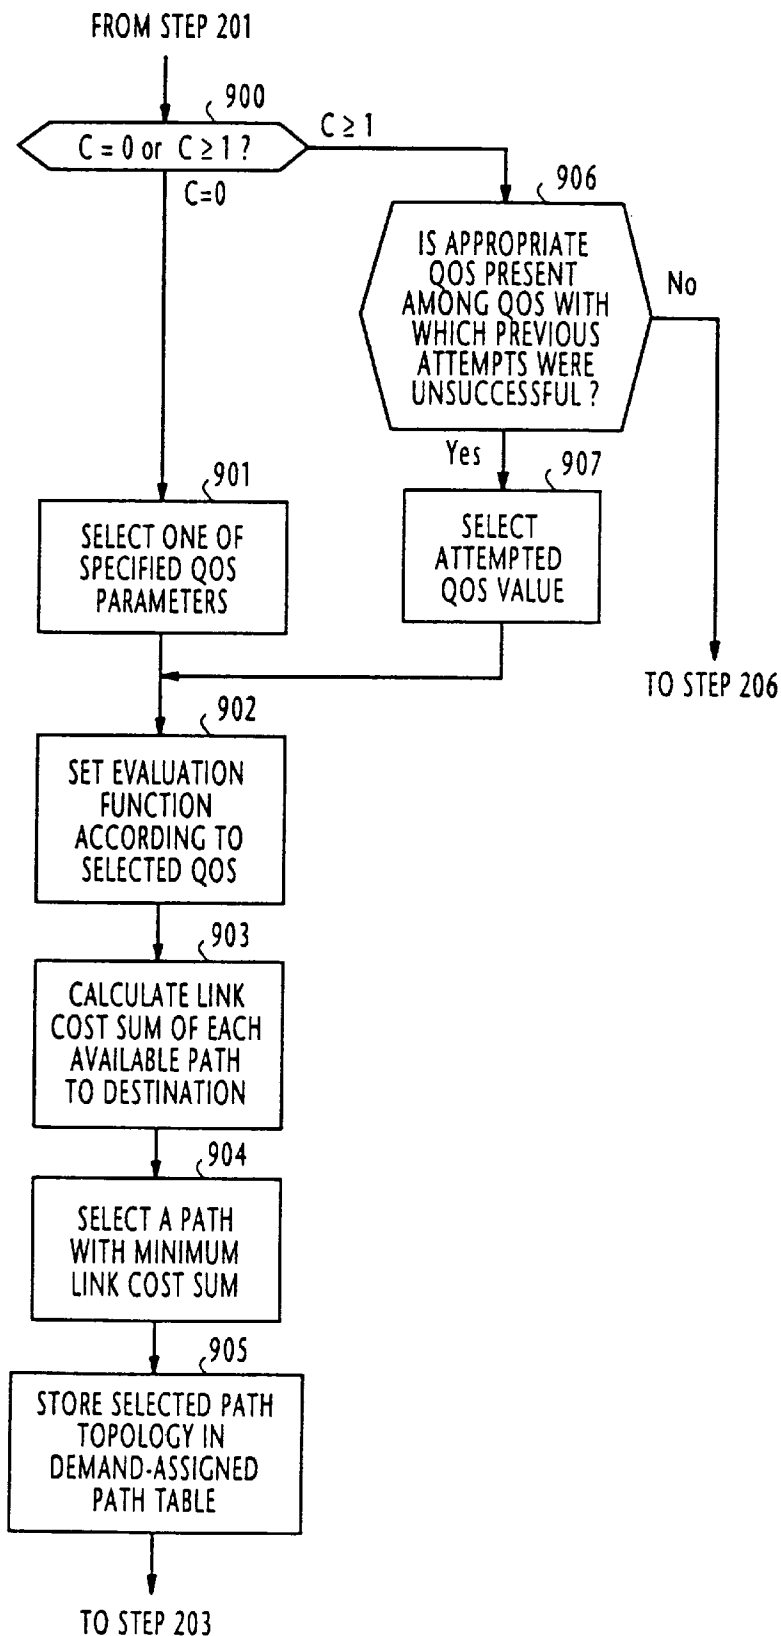 FROM STEP 201
900
C = 0 or C ≥ 1 ?
C ≥ 1
C=0
906
IS APPROPRIATE
QOS PRESENT
AMONG QOS WITH
WHICH PREVIOUS
ATTEMPTS WERE
UNSUCCESSFUL ?
No
Yes
907
SELECT
ATTEMPTED
QOS VALUE
TO STEP 206
901
SELECT ONE OF
SPECIFIED QOS
PARAMETERS
902
SET EVALUATION
FUNCTION
ACCORDING TO
SELECTED QOS
903
CALCULATE LINK
COST SUM OF EACH
AVAILABLE PATH
TO DESTINATION
904
SELECT A PATH
WITH MINIMUM
LINK COST SUM
905
STORE SELECTED PATH
TOPOLOGY IN
DEMAND-ASSIGNED
PATH TABLE
TO STEP 203